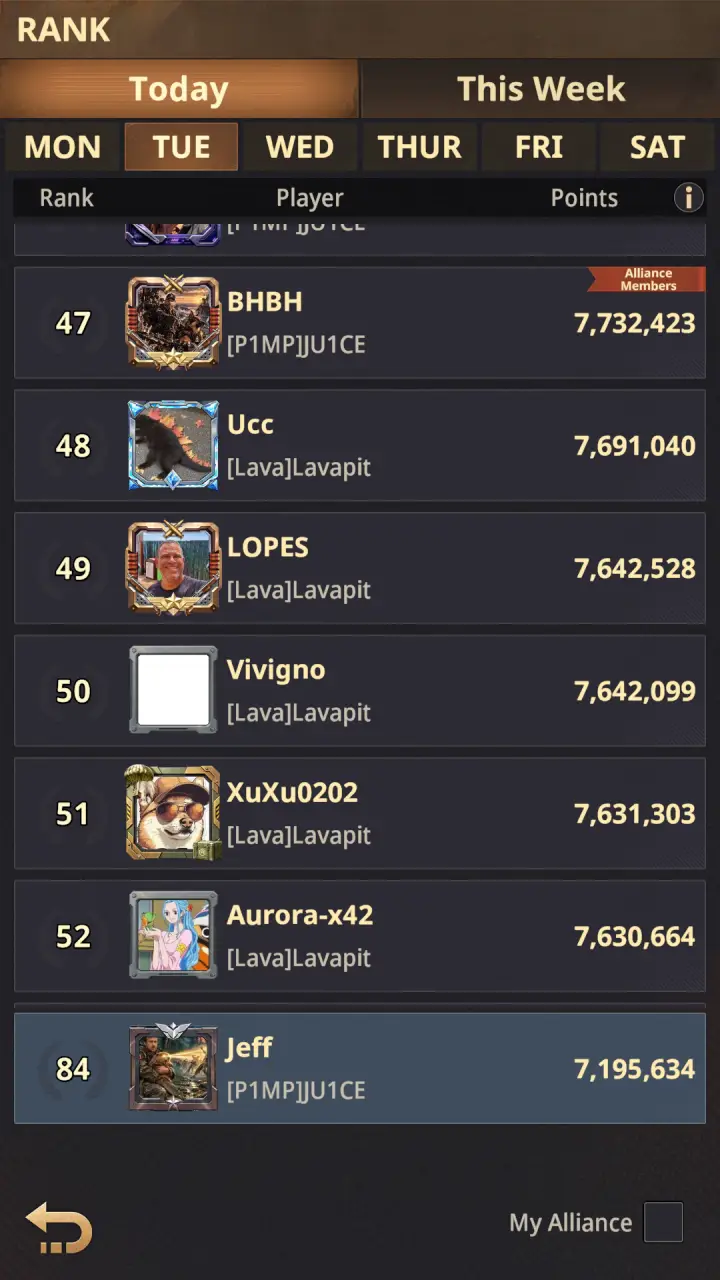 RANK
Today
This Week
MON
TUE
WED
THUR
FRI
SAT
Rank
Player
Points
[P1MP]JU1CE
Alliance
Members
47
BHBH
[P1MP]JU1CE
7,732,423
48
Ucc
[Lava]Lavapit
7,691,040
49
LOPES
[Lava]Lavapit
7,642,528
50
Vivigno
[Lava]Lavapit
7,642,099
51
XuXu0202
[Lava]Lavapit
7,631,303
52
Aurora-x42
[Lava]Lavapit
7,630,664
84
Jeff
[P1MP]JU1CE
7,195,634
My Alliance